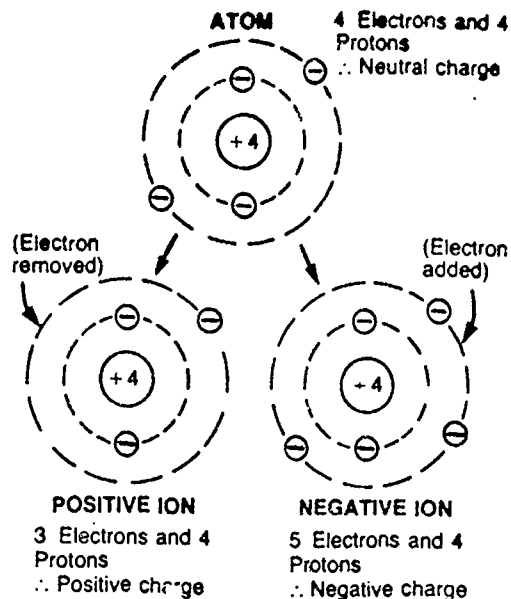 ATOM
4 Electrons and 4
Protons
∴ Neutral charge
+ 4
(Electron
removed)
(Electron
added)
+ 4
+ 4
POSITIVE ION
3 Electrons and 4
Protons
∴ Positive charge
NEGATIVE ION
5 Electrons and 4
Protons
∴ Negative charge